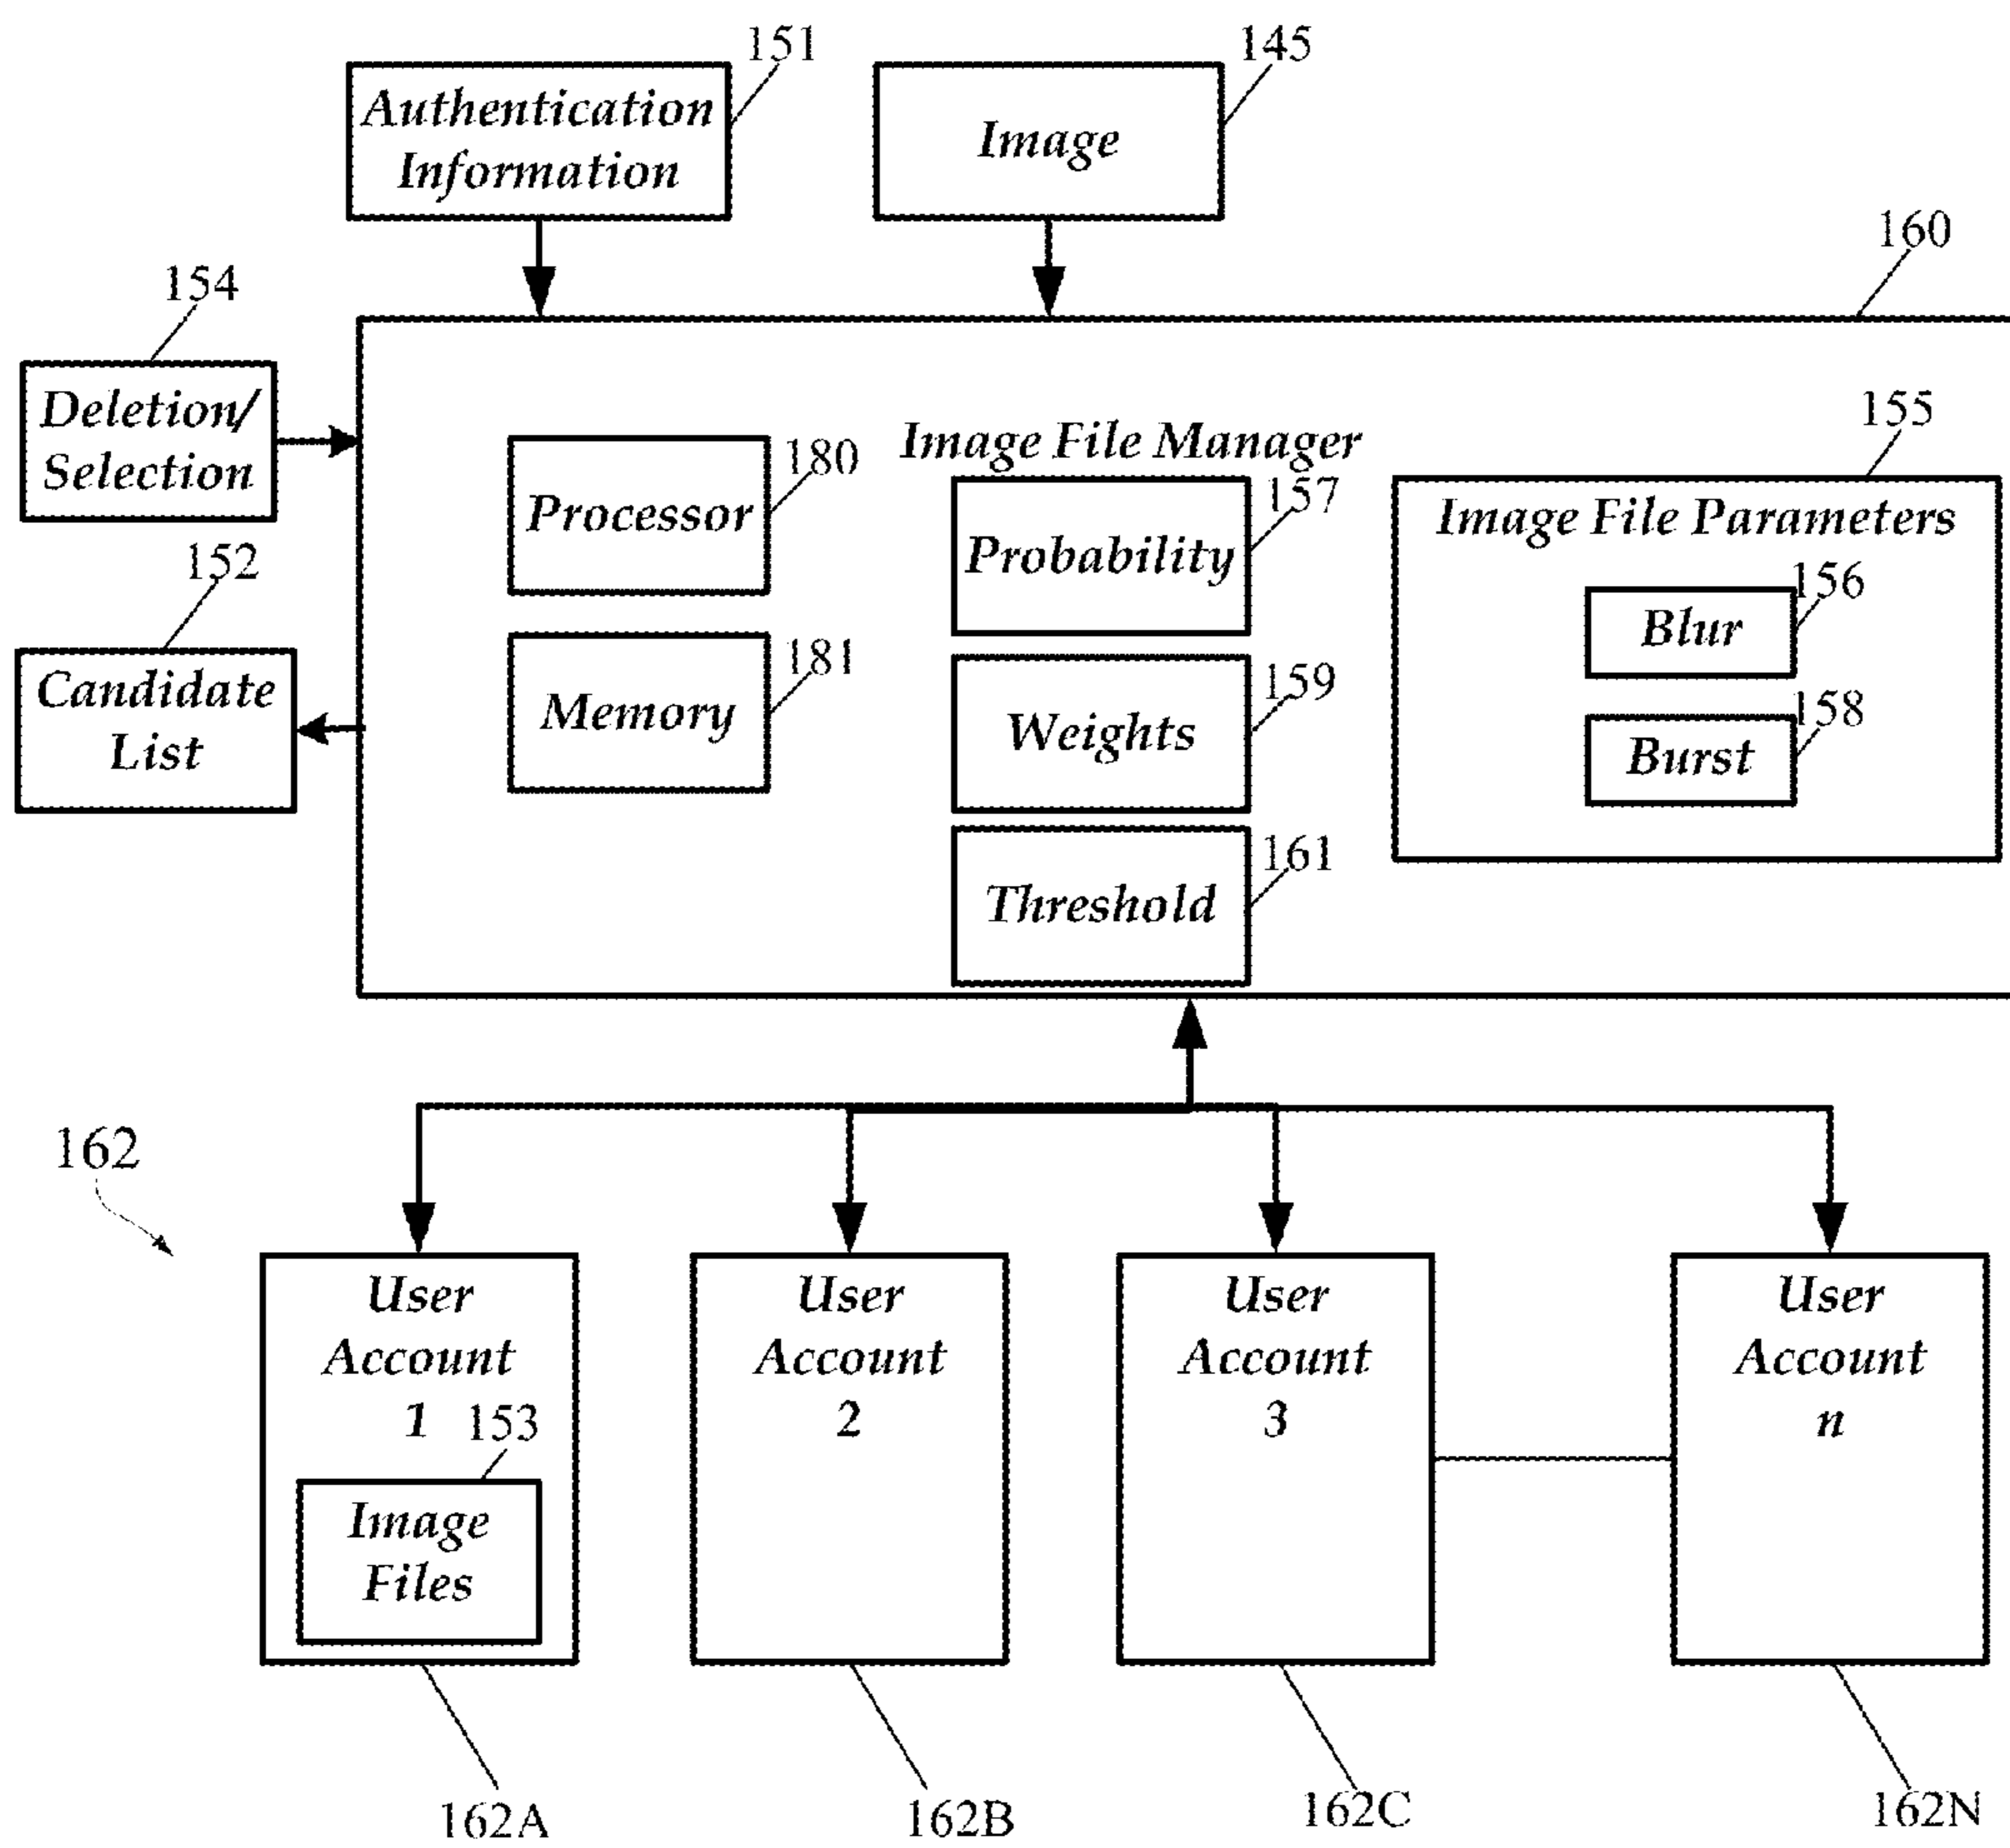 151
145
Authentication
Information
Image
160
154
Deletion/
Selection
152
Candidate
List
Image File Manager
180
Processor
181
Memory
157
Probability
159
Weights
161
Threshold
155
Image File Parameters
156
Blur
158
Burst
162
User
Account
1
153
Image
Files
User
Account
2
User
Account
3
User
Account
n
162A
162B
162C
162N